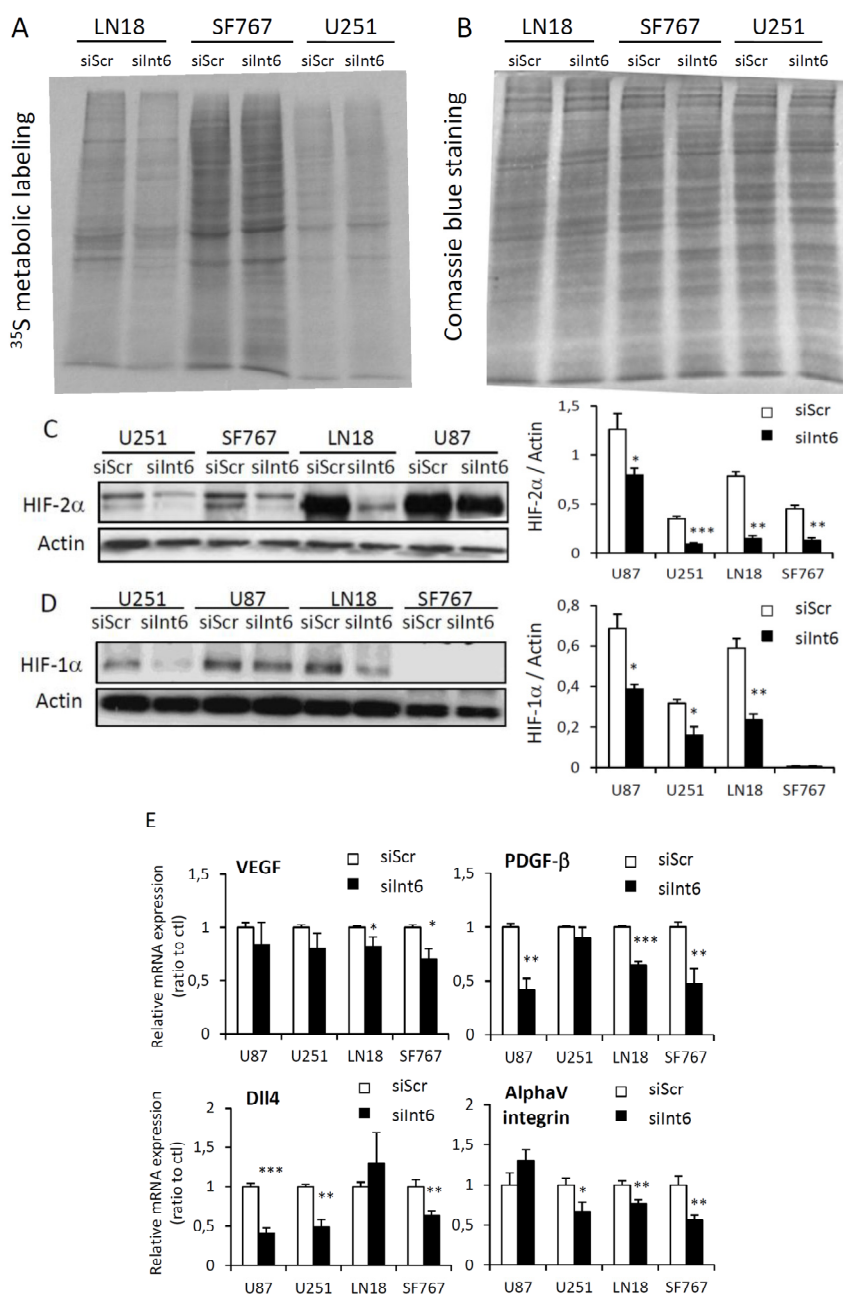 A
LN18 SF767 U251
siScr siInt6 siScr siInt6 siScr siInt6
³⁵S metabolic labeling
B
LN18 SF767 U251
siScr siInt6 siScr siInt6 siScr siInt6
Comassie blue staining
C
U251 SF767 LN18 U87
siScr siInt6 siScr siInt6 siScr siInt6 siScr siInt6
HIF-2α
Actin
HIF-2α / Actin
1,5
1
0,5
0
siScr
siInt6
* *** ** **
U87 U251 LN18 SF767
D
U251 U87 LN18 SF767
siScr siInt6 siScr siInt6 siScr siInt6 siScr siInt6
HIF-1α
Actin
HIF-1α / Actin
0,8
0,6
0,4
0,2
0
siScr
siInt6
* * **
U87 U251 LN18 SF767
E
VEGF
siScr
siInt6
Relative mRNA expression
(ratio to ctl)
1,5
1
0,5
0
* *
U87 U251 LN18 SF767
PDGF-β
siScr
siInt6
1,5
1
0,5
0
** *** **
U87 U251 LN18 SF767
Dll4
siScr
siInt6
Relative mRNA expression
(ratio to ctl)
2
1,5
1
0,5
0
*** ** **
U87 U251 LN18 SF767
AlphaV
integrin
siScr
siInt6
2
1,5
1
0,5
0
* ** **
U87 U251 LN18 SF767